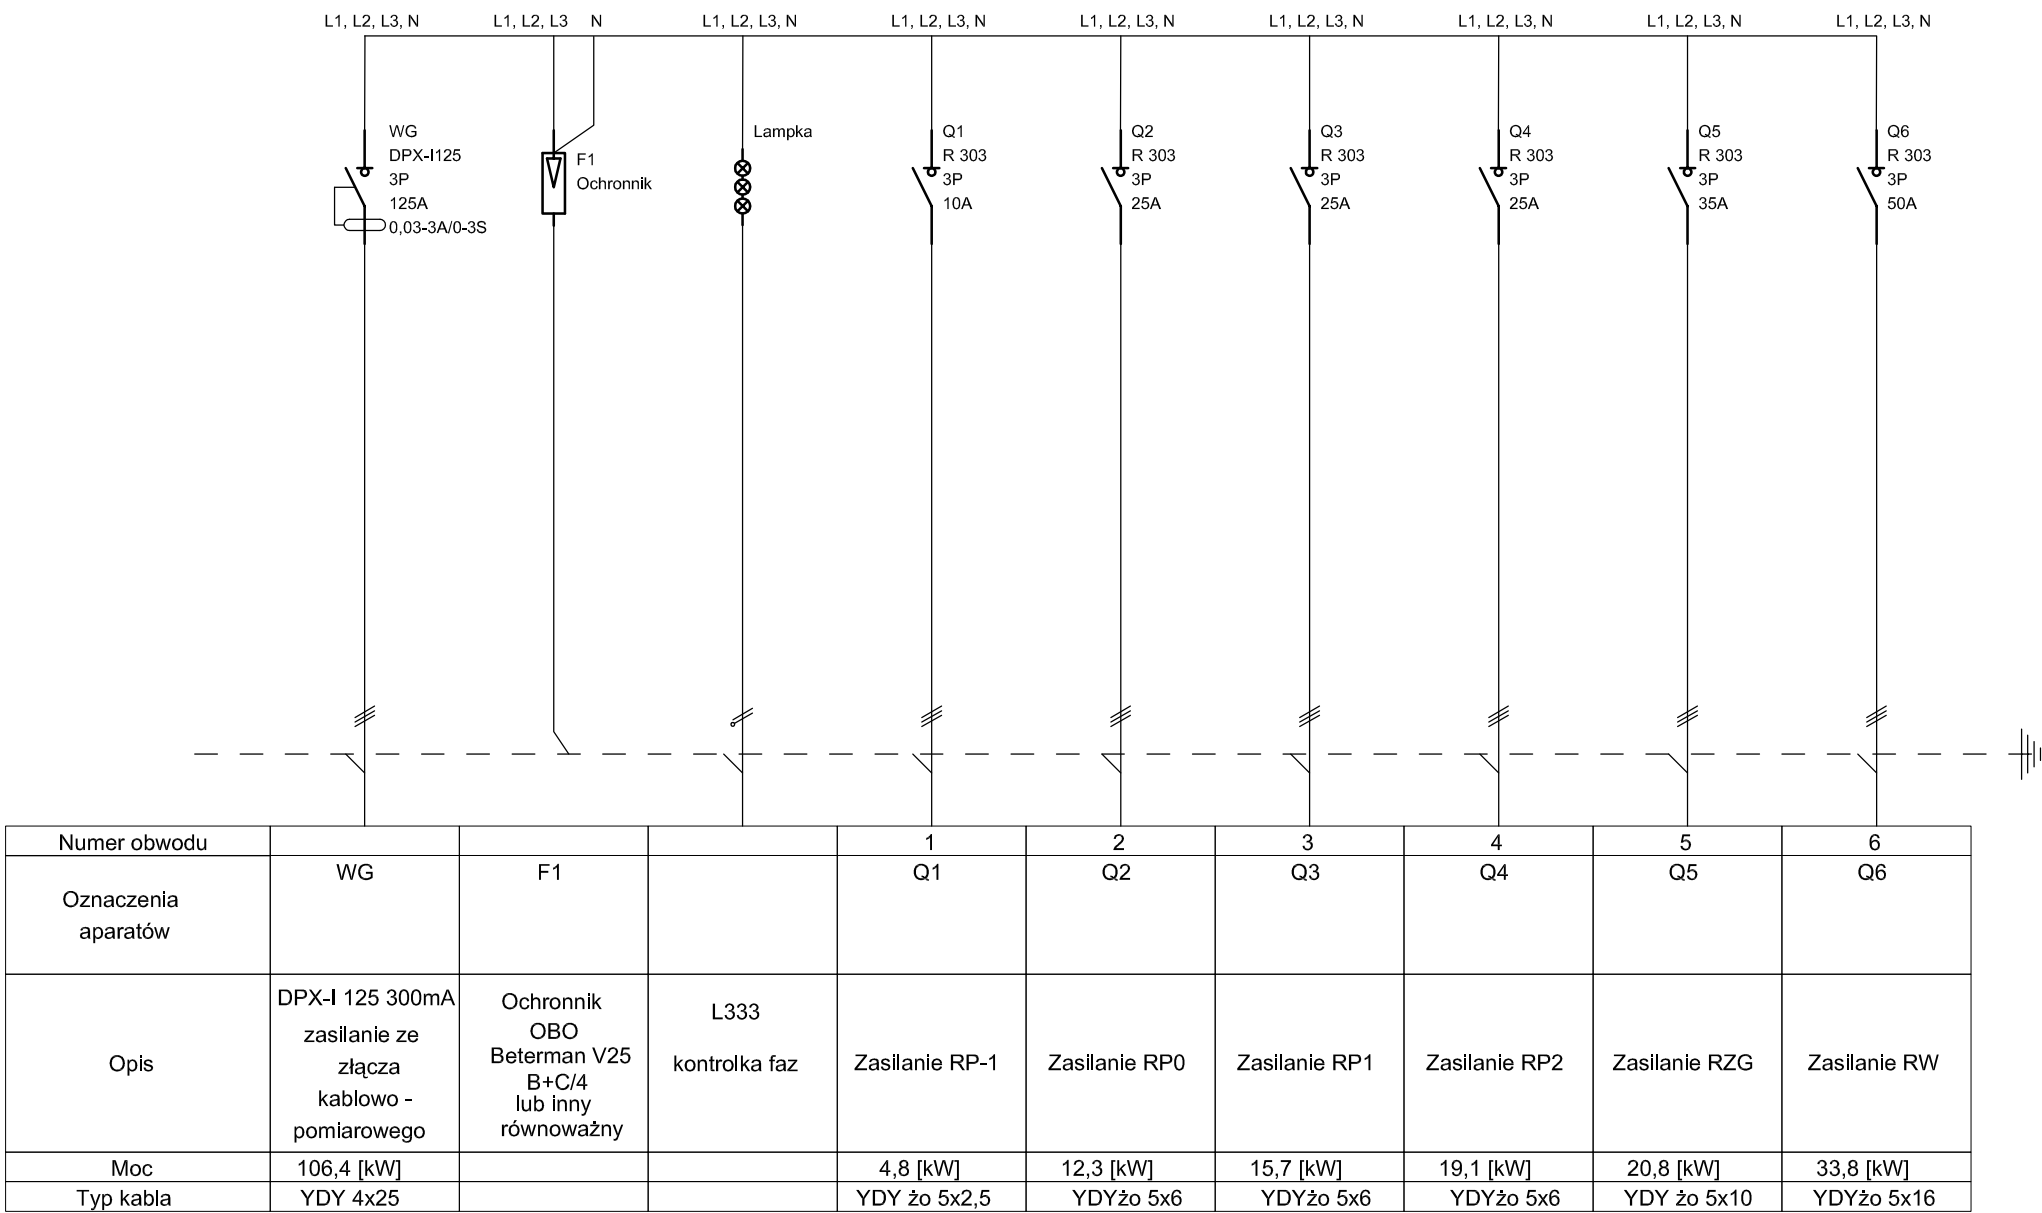 L1, L2, L3, N
L1, L2, L3 N
L1, L2, L3, N
L1, L2, L3, N
L1, L2, L3, N
L1, L2, L3, N
L1, L2, L3, N
L1, L2, L3, N
L1, L2, L3, N
WG
DPX-I125
3P
125A
0,03-3A/0-3S
F1
Ochronnik
Lampka
Q1
R 303
3P
10A
Q2
R 303
3P
25A
Q3
R 303
3P
25A
Q4
R 303
3P
25A
Q5
R 303
3P
35A
Q6
R 303
3P
50A
Numer obwodu 1 2 3 4 5 6
Oznaczenia
aparatów
WG F1 Q1 Q2 Q3 Q4 Q5 Q6
Opis
DPX-I 125 300mA
zasilanie ze
złącza
kablowo -
pomiarowego
Ochronnik
OBO
Beterman V25
B+C/4
lub inny
równoważny
L333
kontrolka faz
Zasilanie RP-1
Zasilanie RP0
Zasilanie RP1
Zasilanie RP2
Zasilanie RZG
Zasilanie RW
Moc 106,4 [kW] 4,8 [kW] 12,3 [kW] 15,7 [kW] 19,1 [kW] 20,8 [kW] 33,8 [kW]
Typ kabla YDY 4x25 YDY żo 5x2,5 YDYżo 5x6 YDYżo 5x6 YDYżo 5x6 YDY żo 5x10 YDYżo 5x16